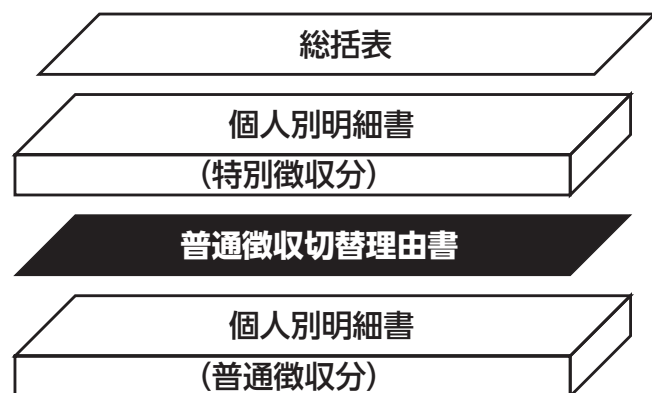 総括表
個人別明細書
（特別徴収分）
普通徴収切替理由書
個人別明細書
（普通徴収分）